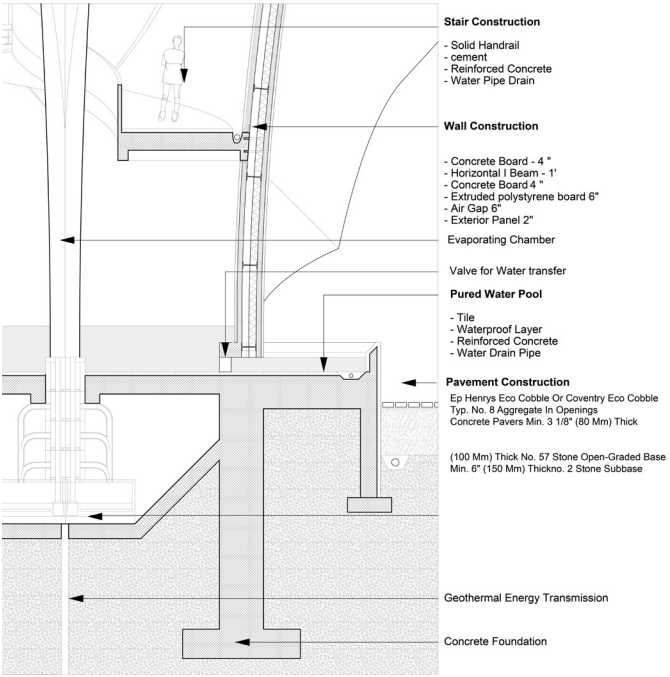 Stair Construction
- Solid Handrail
- cement
- Reinforced Concrete
- Water Pipe Drain
Wall Construction
- Concrete Board - 4 "
- Horizontal I Beam - 1'
- Concrete Board 4 "
- Extruded polystyrene board 6"
- Air Gap 6"
- Exterior Panel 2"
Evaporating Chamber
Valve for Water transfer
Pured Water Pool
- Tile
- Waterproof Layer
- Reinforced Concrete
- Water Drain Pipe
Pavement Construction
Ep Henrys Eco Cobble Or Coventry Eco Cobble
Typ. No. 8 Aggregate In Openings
Concrete Pavers Min. 3 1/8" (80 Mm) Thick
(100 Mm) Thick No. 57 Stone Open-Graded Base
Min. 6" (150 Mm) Thickno. 2 Stone Subbase
Geothermal Energy Transmission
Concrete Foundation